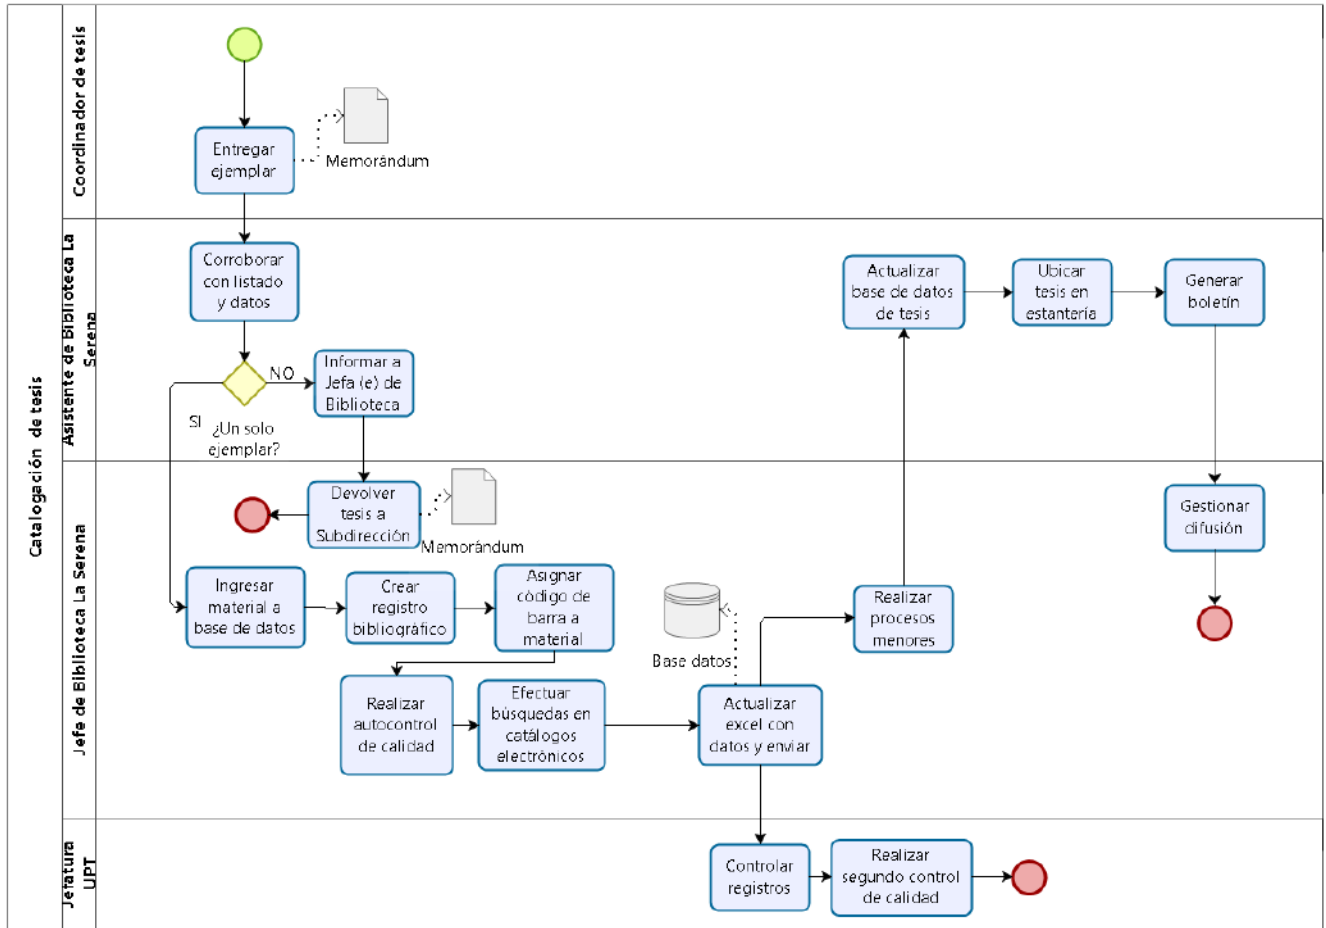 Catalogación de tesis
Coordinador de tesis
Entregar
ejemplar
Memorándum
Asistente de Biblioteca La
Serena
Corroborar
con listado
y datos
NO
SI
¿Un solo
ejemplar?
Informar a
Jefa (e) de
Biblioteca
Actualizar
base de datos
de tesis
Ubicar
tesis en
estantería
Generar
boletín
Jefe de Biblioteca La Serena
Devolver
tesis a
Subdirección
Memorándum
Gestionar
difusión
Ingresar
material a
base de datos
Crear
registro
bibliográfico
Asignar
código de
barra a
material
Base datos
Realizar
procesos
menores
Realizar
autocontrol
de calidad
Efectuar
búsquedas en
catálogos
electrónicos
Actualizar
excel con
datos y enviar
Jefatura
UPT
Controlar
registros
Realizar
segundo control
de calidad